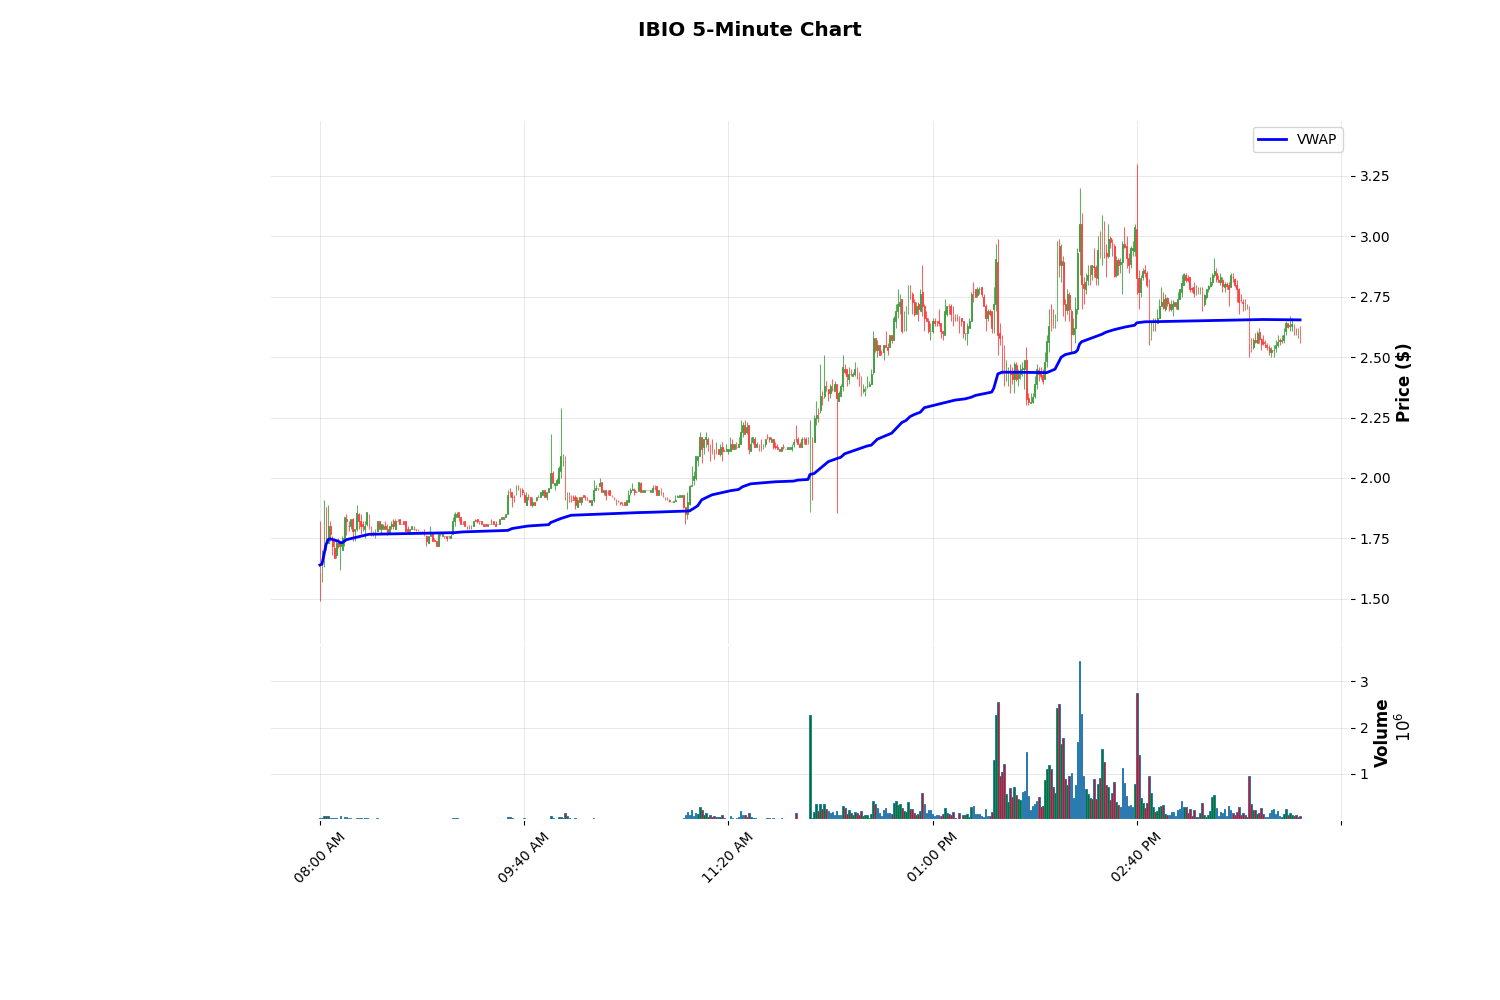 IBIO 5-Minute Chart
VWAP
3.25
3.00
2.75
2.50
2.25
2.00
1.75
1.50
Price ($)
3
2
1
Volume
10^6
08:00 AM
09:40 AM
11:20 AM
01:00 PM
02:40 PM